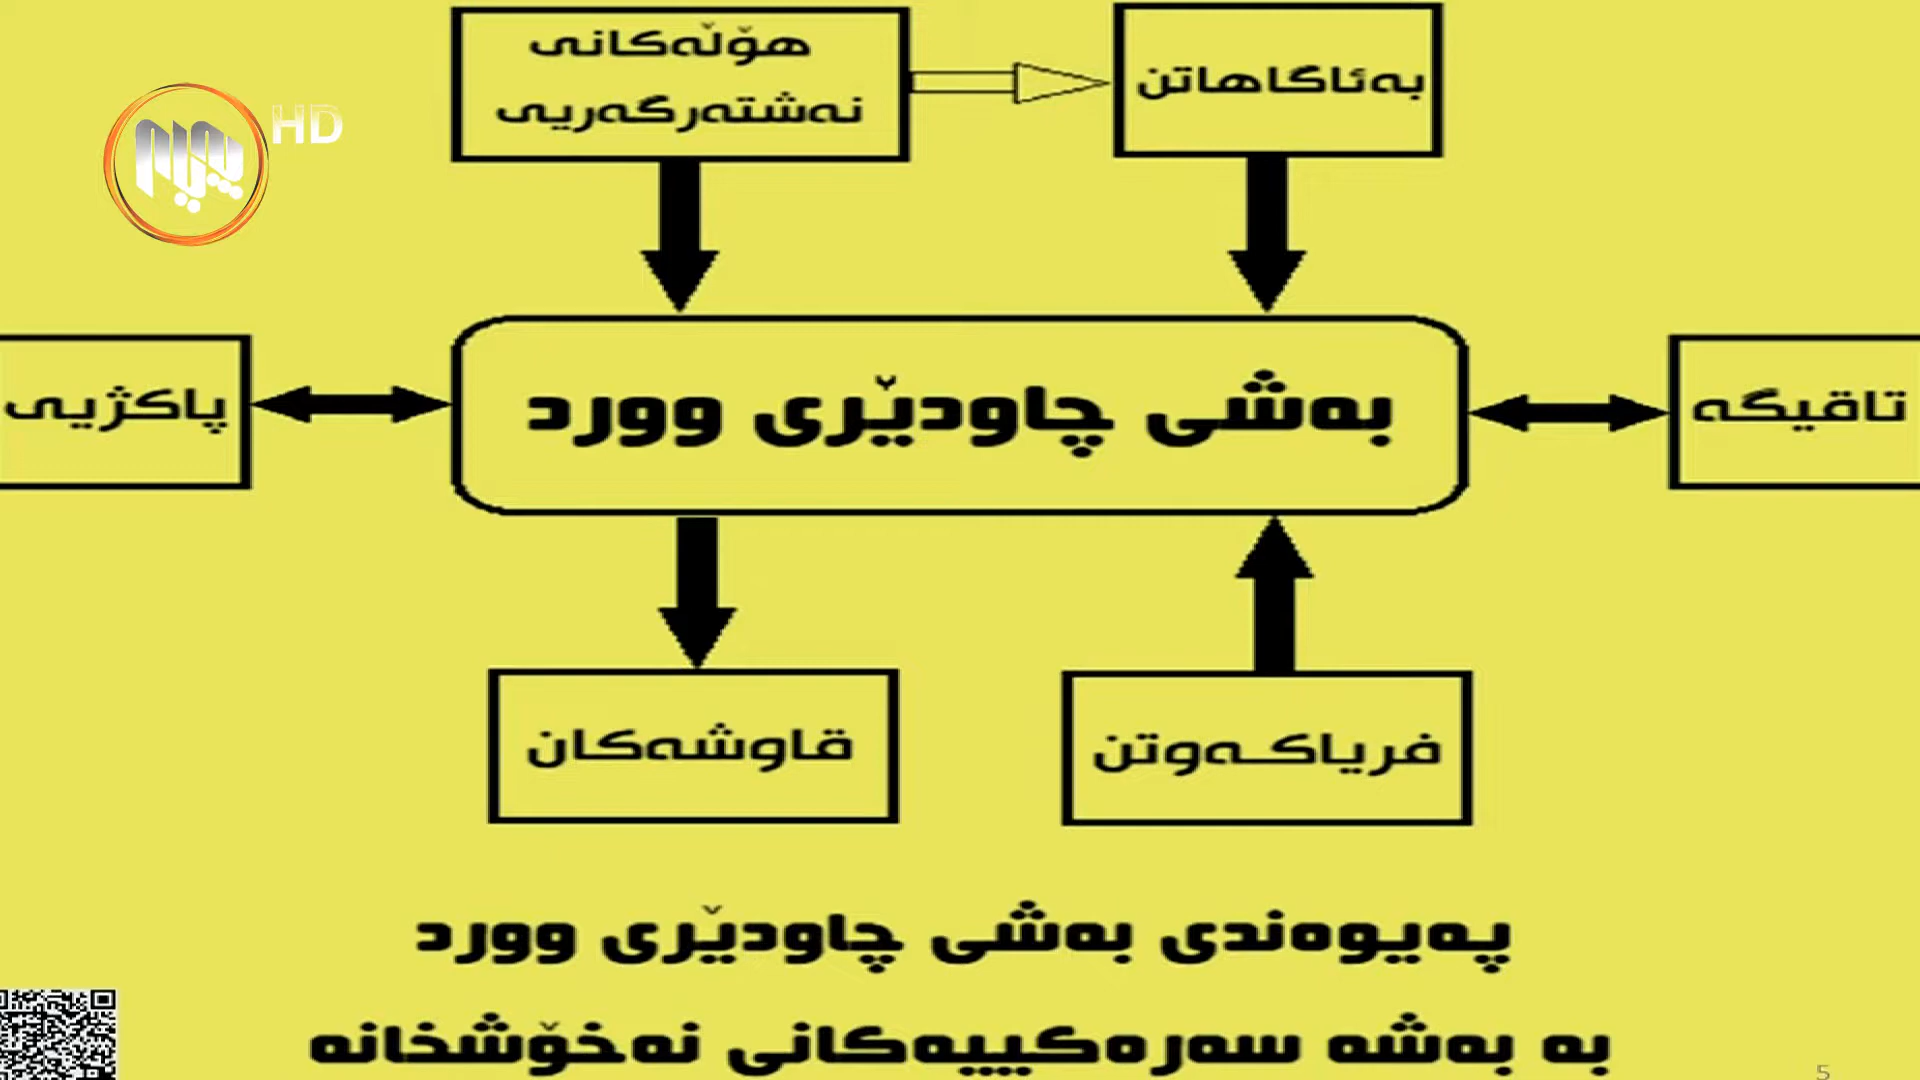 هۆڵەکانی
نەشتەرگەریی
بەئاگاهاتن
HD
پاکژیی
بەشی چاودێری وورد
تاقیگە
قاوشەکان
فریاکەوتن
پەیوەندی بەشی چاودێری وورد
بە بەشە سەرەکییەکانی نەخۆشخانە
5